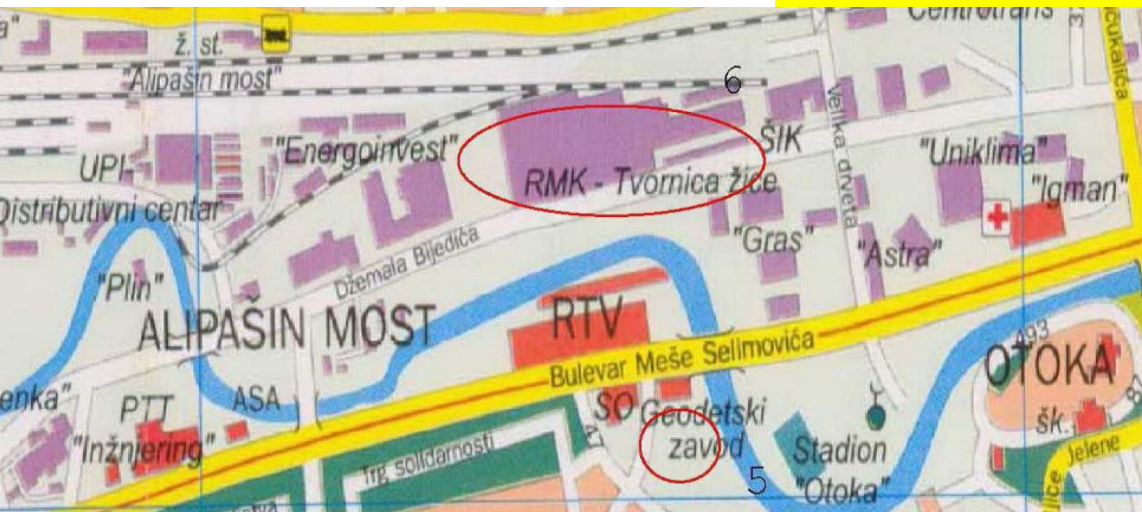 Centrotrans
ž. st.
"Alipašin most"
6
ŠIK
Velika drveta
"Energoinvest"
UPI
RMK - Tvornica žice
"Uniklima"
"Igman"
Distributivni centar
"Gras"
"Astra"
Džemala Bijedića
"Plin"
ALIPAŠIN MOST
RTV
Bulevar Meše Selimovića
493
OTOKA
PTT
ASA
SO
Geodetski
zavod
47
"Inžnjering"
Trg solidarnosti
Stadion
"Otoka"
5
šk.
Jelene